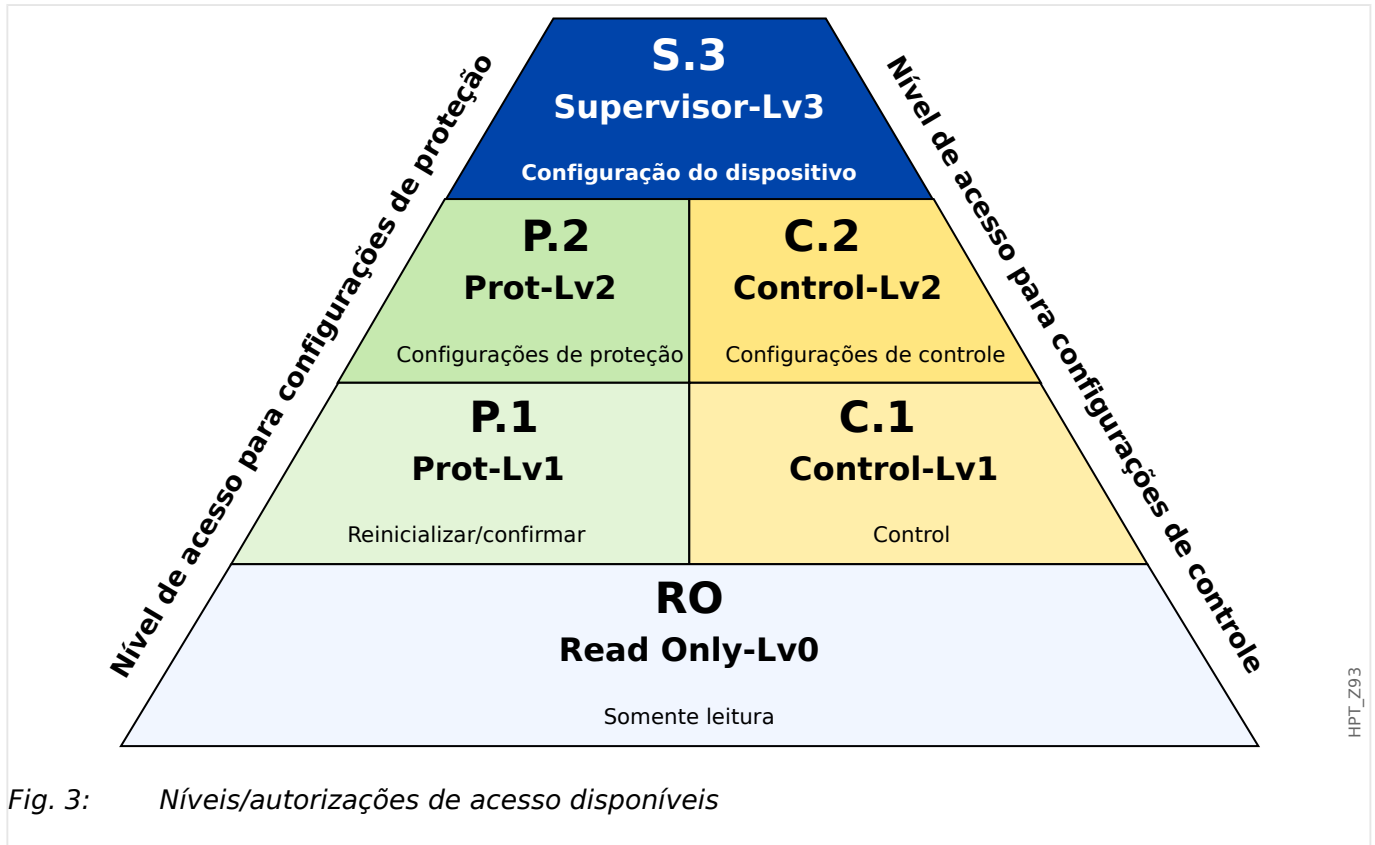 S.3
Supervisor-Lv3
Configuração do dispositivo
Nível de acesso para configurações de proteção
Nível de acesso para configurações de controle
P.2
Prot-Lv2
Configurações de proteção
C.2
Control-Lv2
Configurações de controle
P.1
Prot-Lv1
Reinicializar/confirmar
C.1
Control-Lv1
Control
RO
Read Only-Lv0
Somente leitura
HPT_Z93
Fig. 3: Níveis/autorizações de acesso disponíveis